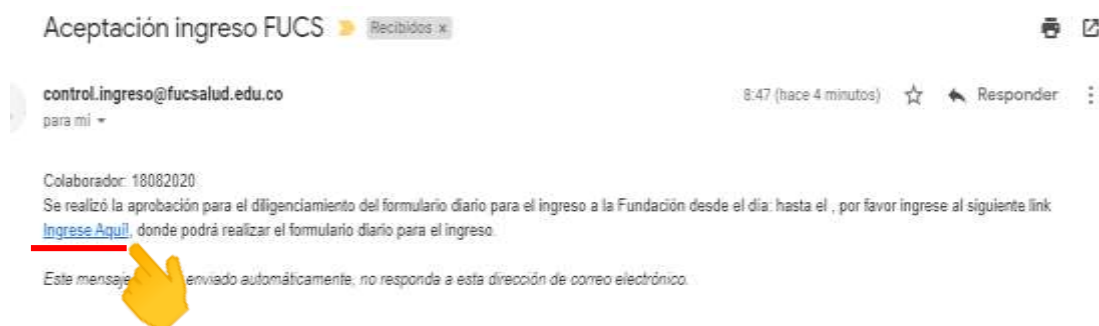 Aceptación ingreso FUCS Recibidos x
control.ingreso@fucsalud.edu.co 8:47 (hace 4 minutos) Responder
para mí
Colaborador: 18082020
Se realizó la aprobación para el diligenciamiento del formulario diario para el ingreso a la Fundación desde el día: hasta el , por favor ingrese al siguiente link
Ingrese Aquí!, donde podrá realizar el formulario diario para el ingreso.
Este mensaje enviado automáticamente, no responda a esta dirección de correo electrónico.